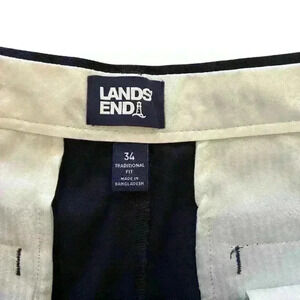 LANDS'
END
34
TRADITIONAL
FIT
MADE IN
BANGLADESH